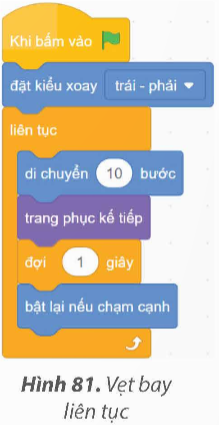 Khi bấm vào
đặt kiểu xoay trái - phải
liên tục
di chuyển 10 bước
trang phục kế tiếp
đợi 1 giây
bật lại nếu chạm cạnh
Hình 81. Vẹt bay
liên tục